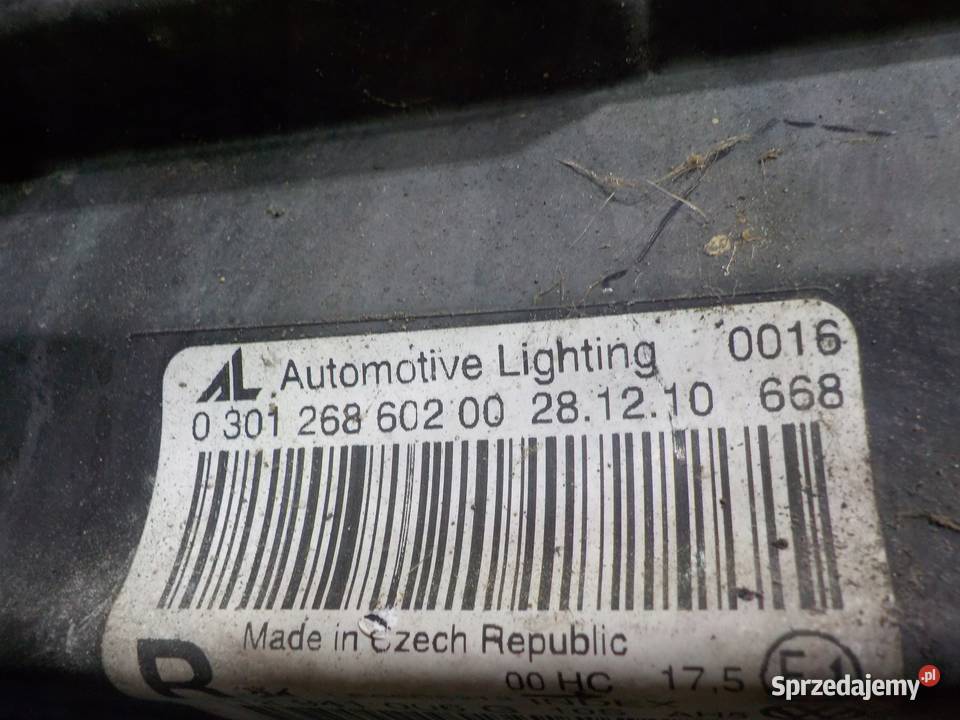 AL Automotive Lighting 0016
0 301 268 602 00 28.12.10 668
Made in Czech Republic
R 00 HC 17,5 E1
Sprzedajemy.pl